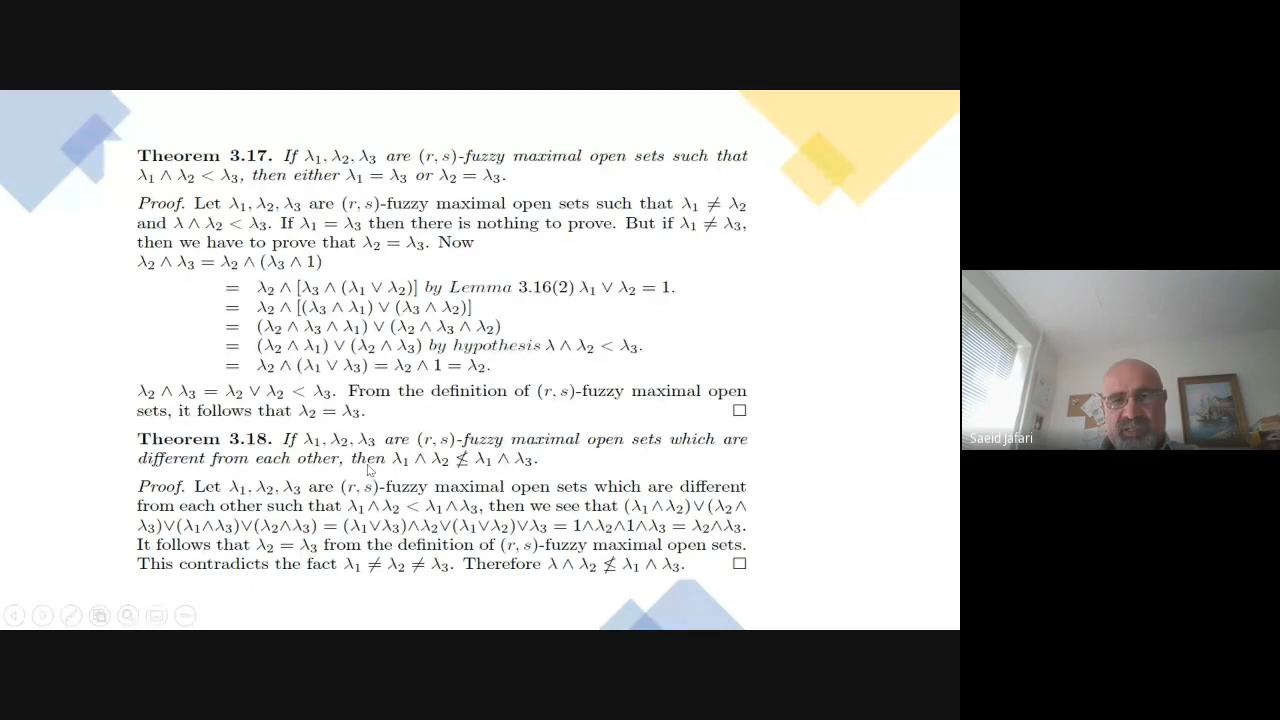 Theorem 3.17. If λ₁, λ₂, λ₃ are (r, s)-fuzzy maximal open sets such that
λ₁ ∧ λ₂ < λ₃, then either λ₁ = λ₃ or λ₂ = λ₃.
Proof. Let λ₁, λ₂, λ₃ are (r, s)-fuzzy maximal open sets such that λ₁ ≠ λ₂
and λ ∧ λ₂ < λ₃. If λ₁ = λ₃ then there is nothing to prove. But if λ₁ ≠ λ₃,
then we have to prove that λ₂ = λ₃. Now
λ₂ ∧ λ₃ = λ₂ ∧ (λ₃ ∧ 1)
= λ₂ ∧ [λ₃ ∧ (λ₁ ∨ λ₂)] by Lemma 3.16(2) λ₁ ∨ λ₂ = 1.
= λ₂ ∧ [(λ₃ ∧ λ₁) ∨ (λ₃ ∧ λ₂)]
= (λ₂ ∧ λ₃ ∧ λ₁) ∨ (λ₂ ∧ λ₃ ∧ λ₂)
= (λ₂ ∧ λ₁) ∨ (λ₂ ∧ λ₃) by hypothesis λ ∧ λ₂ < λ₃.
= λ₂ ∧ (λ₁ ∨ λ₃) = λ₂ ∧ 1 = λ₂.
λ₂ ∧ λ₃ = λ₂ ∨ λ₂ < λ₃. From the definition of (r, s)-fuzzy maximal open
sets, it follows that λ₂ = λ₃. □
Theorem 3.18. If λ₁, λ₂, λ₃ are (r, s)-fuzzy maximal open sets which are
different from each other, then λ₁ ∧ λ₂ ≰ λ₁ ∧ λ₃.
Proof. Let λ₁, λ₂, λ₃ are (r, s)-fuzzy maximal open sets which are different
from each other such that λ₁ ∧ λ₂ < λ₁ ∧ λ₃, then we see that (λ₁ ∧ λ₂) ∨ (λ₂ ∧
λ₃) ∨ (λ₁ ∧ λ₃) ∨ (λ₂ ∧ λ₃) = (λ₁ ∨ λ₃) ∧ λ₂ ∨ (λ₁ ∨ λ₂) ∨ λ₃ = 1 ∧ λ₂ ∧ 1 ∧ λ₃ = λ₂ ∧ λ₃.
It follows that λ₂ = λ₃ from the definition of (r, s)-fuzzy maximal open sets.
This contradicts the fact λ₁ ≠ λ₂ ≠ λ₃. Therefore λ ∧ λ₂ ≰ λ₁ ∧ λ₃. □
Saeid Jafari